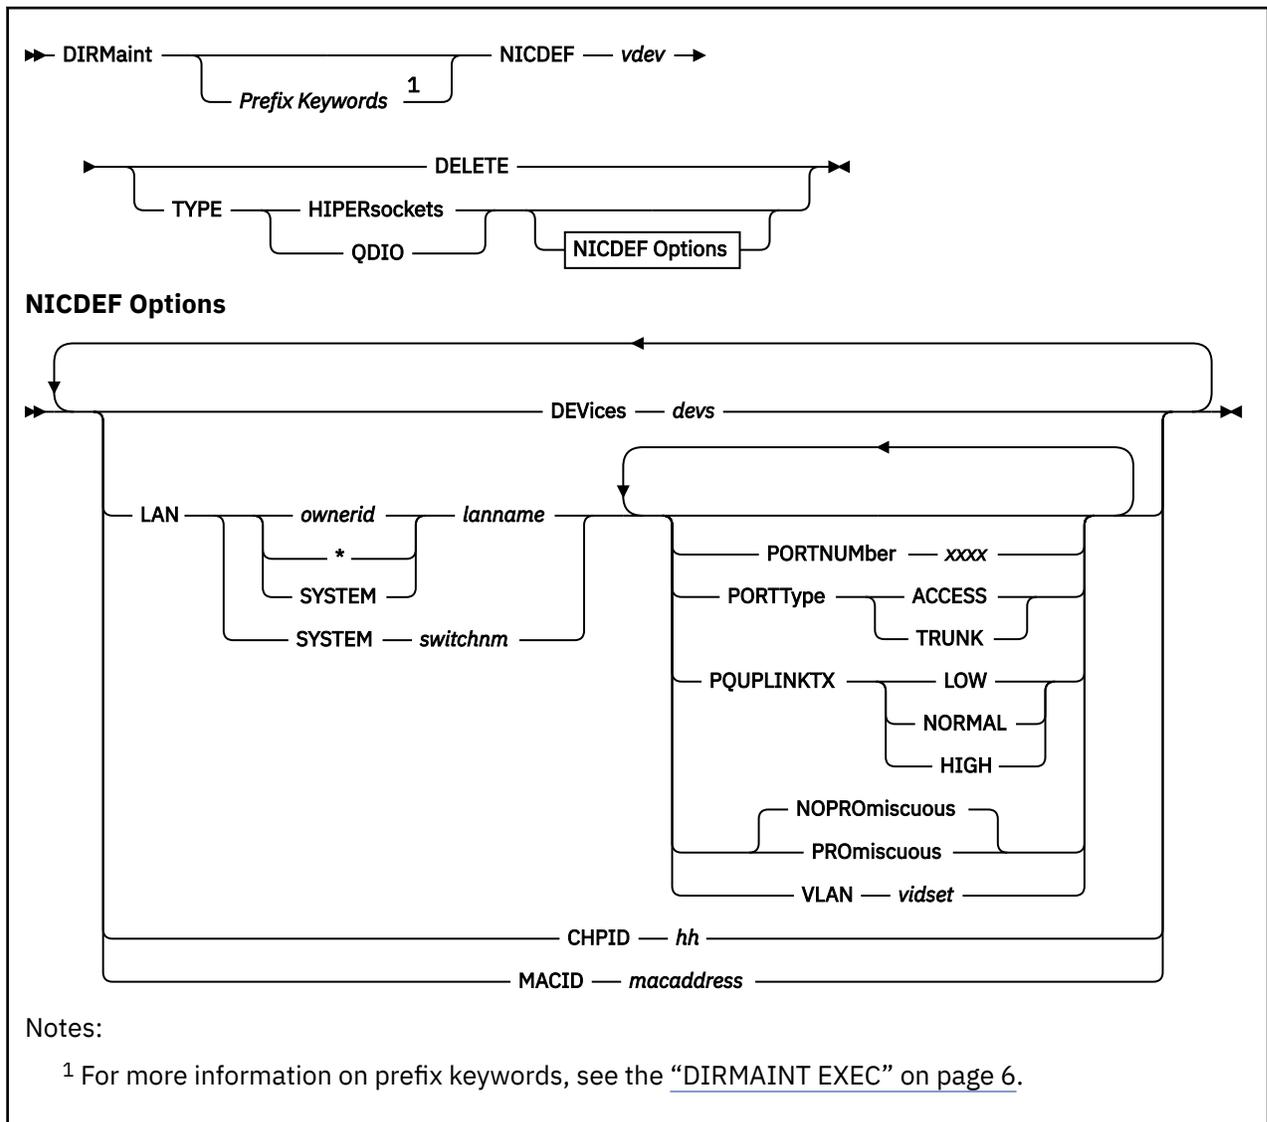 DIRMaint NICDEF vdev
Prefix Keywords 1
DELETE
TYPE HIPERsockets
QDIO
NICDEF Options
NICDEF Options
DEVices devs
LAN ownerid lanname
*
SYSTEM
SYSTEM switchnm
PORTNUMber xxxx
PORTType ACCESS
TRUNK
PQUPLINKTX LOW
NORMAL
HIGH
NOPROmiscuous
PROmiscuous
VLAN vidset
CHPID hh
MACID macaddress
Notes:
1 For more information on prefix keywords, see the “DIRMAINT EXEC” on page 6.